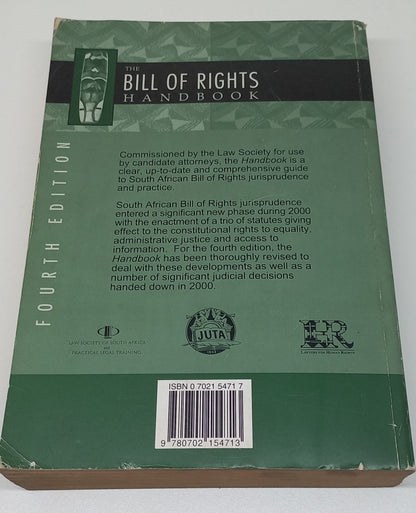 THE
BILL OF RIGHTS
HANDBOOK
FOURTH EDITION
Commissioned by the Law Society for use
by candidate attorneys, the Handbook is a
clear, up-to-date and comprehensive guide
to South African Bill of Rights jurisprudence
and practice.
South African Bill of Rights jurisprudence
entered a significant new phase during 2000
with the enactment of a trio of statutes giving
effect to the constitutional rights to equality,
administrative justice and access to
information. For the fourth edition, the
Handbook has been thoroughly revised to
deal with these developments as well as a
number of significant judicial decisions
handed down in 2000.
LAW SOCIETY OF SOUTH AFRICA
and
PRACTICAL LEGAL TRAINING
JUTA
LAWYERS FOR HUMAN RIGHTS
ISBN 0 7021 5471 7
9 780702 154713